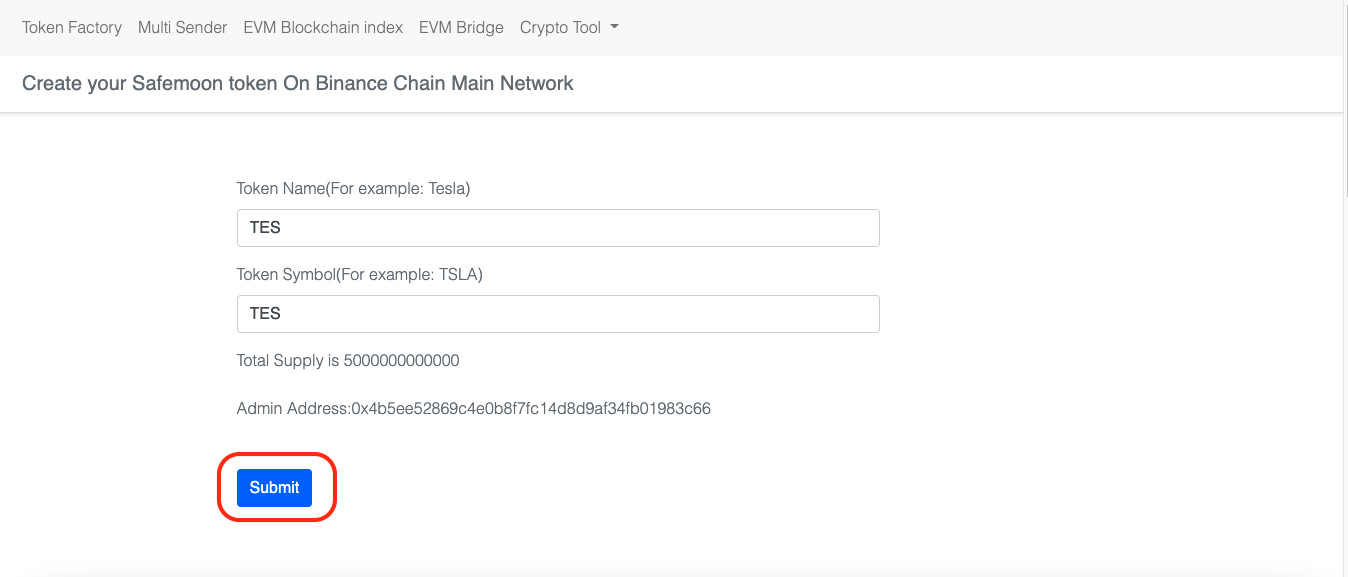 Token Factory Multi Sender EVM Blockchain index EVM Bridge Crypto Tool
Create your Safemoon token On Binance Chain Main Network
Token Name(For example: Tesla)
TES
Token Symbol(For example: TSLA)
TES
Total Supply is 5000000000000
Admin Address:0x4b5ee52869c4e0b8f7fc14d8d9af34fb01983c66
Submit